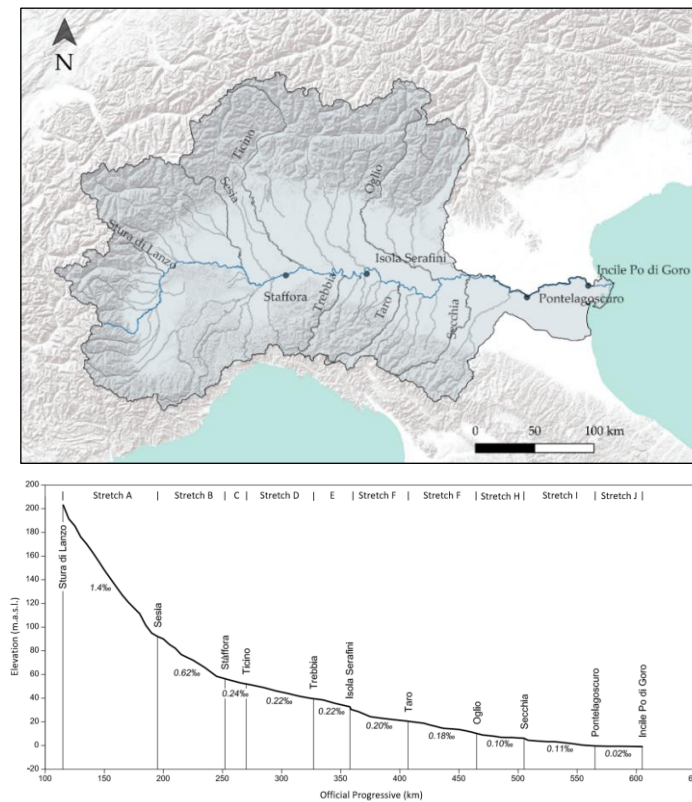 N
Ticino
Sesia
Oglio
Stura di Lanzo
Isola Serafini
Incile Po di Goro
Staffora
Trebbia
Taro
Secchia
Pontelagoscuro
0 50 100 km
Stretch A Stretch B C Stretch D E Stretch F Stretch F Stretch H Stretch I Stretch J
Elevation (m.a.s.l.)
200
180
160
140
120
100
80
60
40
20
0
-20
Stura di Lanzo
Sesia
Stàffora
Ticino
Trebbia
Isola Serafini
Taro
Oglio
Secchia
Pontelagoscuro
Incile Po di Goro
1.4‰
0.62‰
0.24‰
0.22‰
0.22‰
0.20‰
0.18‰
0.10‰
0.11‰
0.02‰
100 150 200 250 300 350 400 450 500 550 600 650
Official Progressive (km)